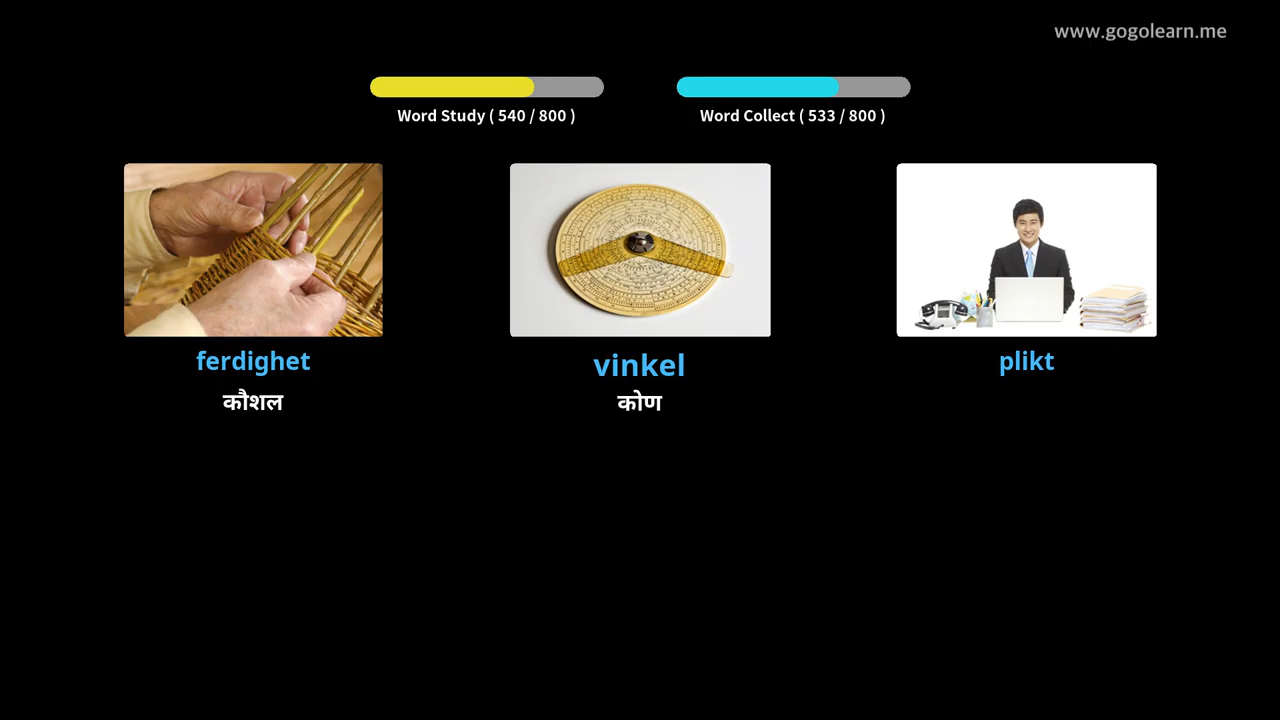 www.gogolearn.me
Word Study ( 540 / 800 )
Word Collect ( 533 / 800 )
ferdighet
कौशल
vinkel
कोण
plikt